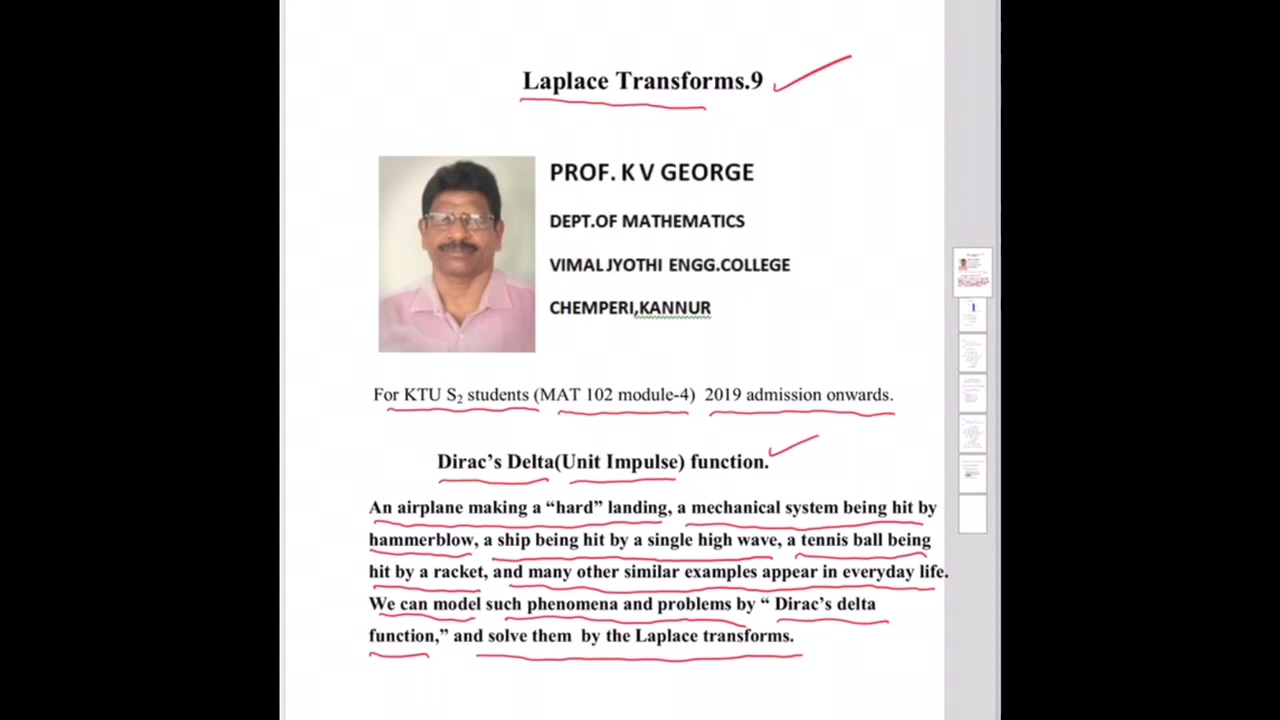 Laplace Transforms.9
PROF. K V GEORGE
DEPT.OF MATHEMATICS
VIMAL JYOTHI ENGG.COLLEGE
CHEMPERI,KANNUR
For KTU S₂ students (MAT 102 module-4) 2019 admission onwards.
Dirac’s Delta(Unit Impulse) function.
An airplane making a “hard” landing, a mechanical system being hit by
hammerblow, a ship being hit by a single high wave, a tennis ball being
hit by a racket, and many other similar examples appear in everyday life.
We can model such phenomena and problems by “ Dirac’s delta
function,” and solve them by the Laplace transforms.